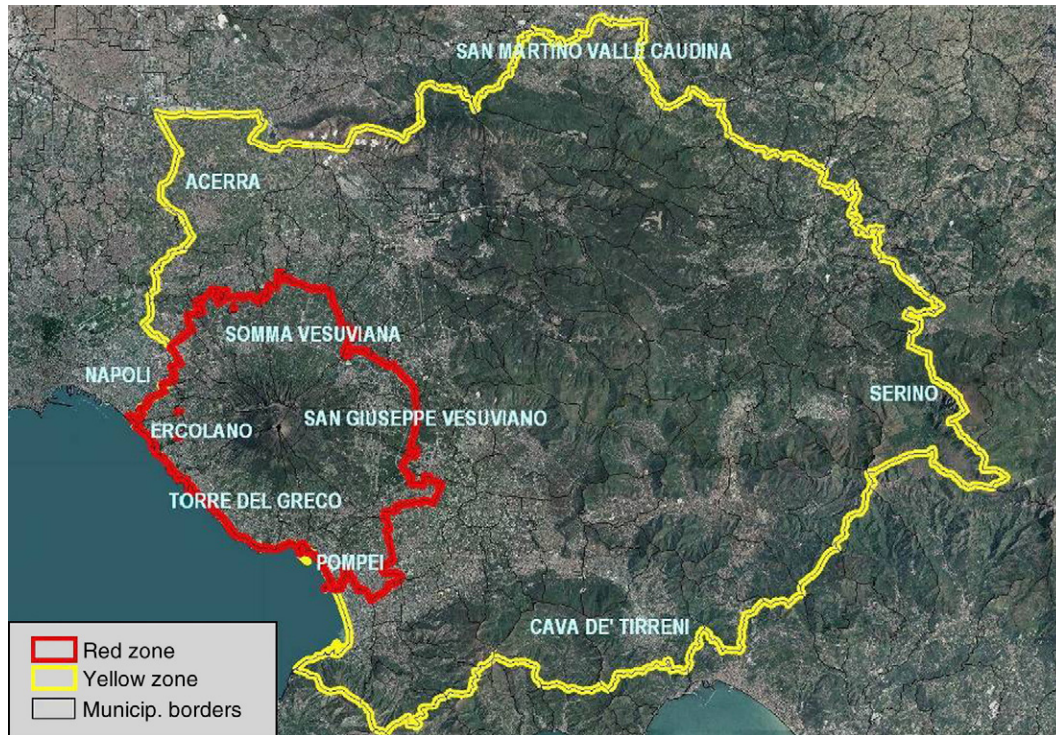 SAN MARTINO VALLE CAUDINA
ACERRA
SOMMA VESUVIANA
NAPOLI
SERINO
SAN GIUSEPPE VESUVIANO
ERCOLANO
TORRE DEL GRECO
POMPEI
CAVA DE' TIRRENI
Red zone
Yellow zone
Municip. borders